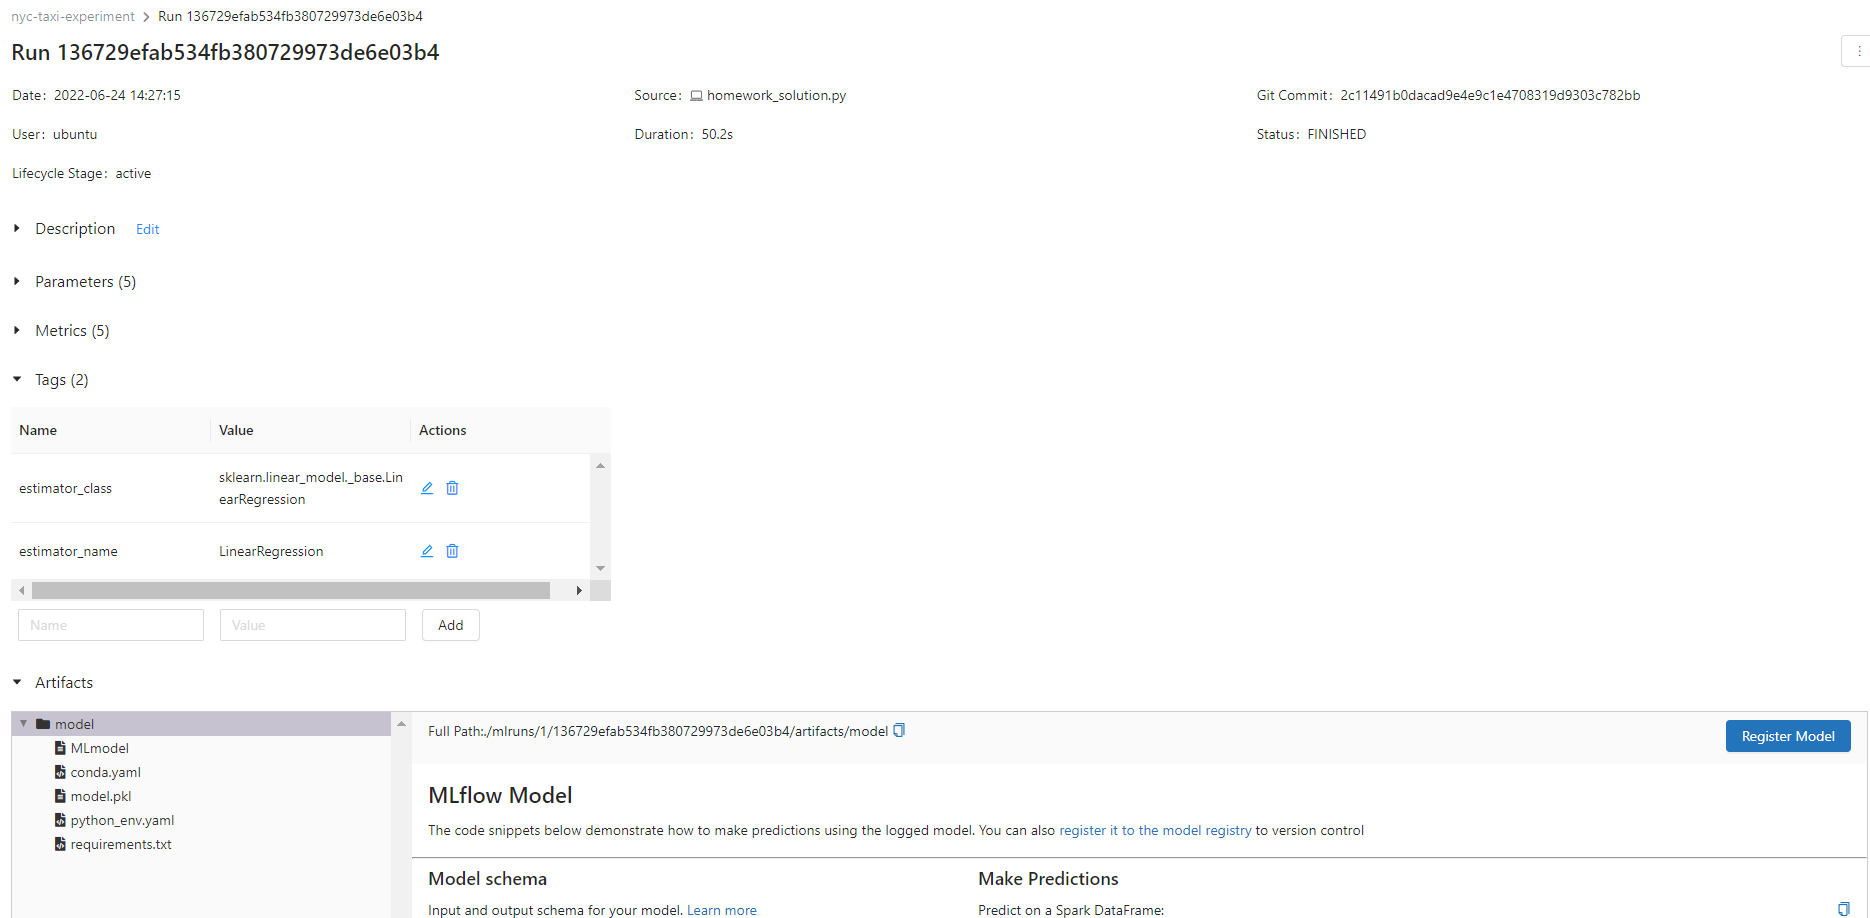 nyc-taxi-experiment > Run 136729efab534fb380729973de6e03b4
Run 136729efab534fb380729973de6e03b4
Date: 2022-06-24 14:27:15
Source: homework_solution.py
Git Commit: 2c11491b0dacad9e4e9c1e4708319d9303c782bb
User: ubuntu
Duration: 50.2s
Status: FINISHED
Lifecycle Stage: active
Description Edit
Parameters (5)
Metrics (5)
Tags (2)
Name Value Actions
estimator_class
sklearn.linear_model._base.Lin
earRegression
estimator_name LinearRegression
Name Value Add
Artifacts
model
MLmodel
conda.yaml
model.pkl
python_env.yaml
requirements.txt
Full Path:./mlruns/1/136729efab534fb380729973de6e03b4/artifacts/model
Register Model
MLflow Model
The code snippets below demonstrate how to make predictions using the logged model. You can also register it to the model registry to version control
Model schema
Input and output schema for your model. Learn more
Make Predictions
Predict on a Spark DataFrame: